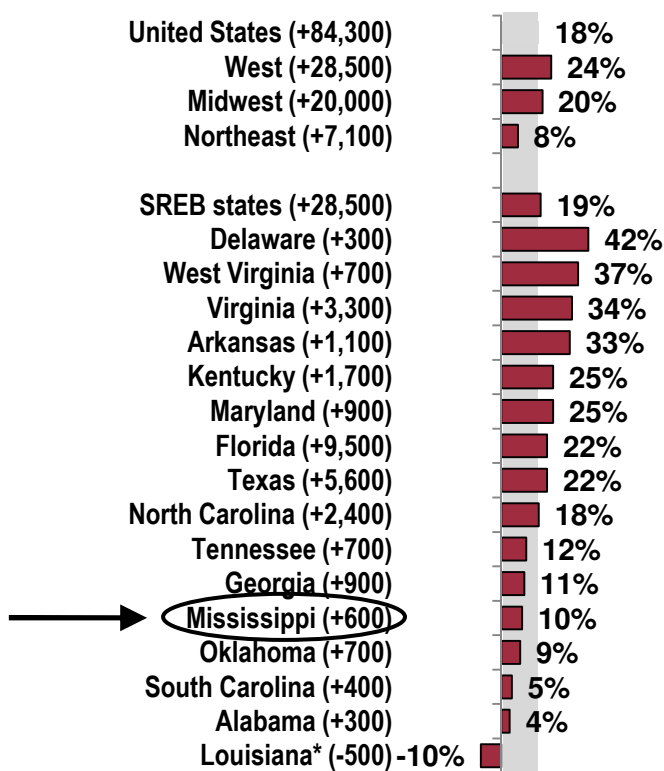 United States (+84,300) 18%
West (+28,500) 24%
Midwest (+20,000) 20%
Northeast (+7,100) 8%
SREB states (+28,500) 19%
Delaware (+300) 42%
West Virginia (+700) 37%
Virginia (+3,300) 34%
Arkansas (+1,100) 33%
Kentucky (+1,700) 25%
Maryland (+900) 25%
Florida (+9,500) 22%
Texas (+5,600) 22%
North Carolina (+2,400) 18%
Tennessee (+700) 12%
Georgia (+900) 11%
Mississippi (+600) 10%
Oklahoma (+700) 9%
South Carolina (+400) 5%
Alabama (+300) 4%
Louisiana* (-500) -10%